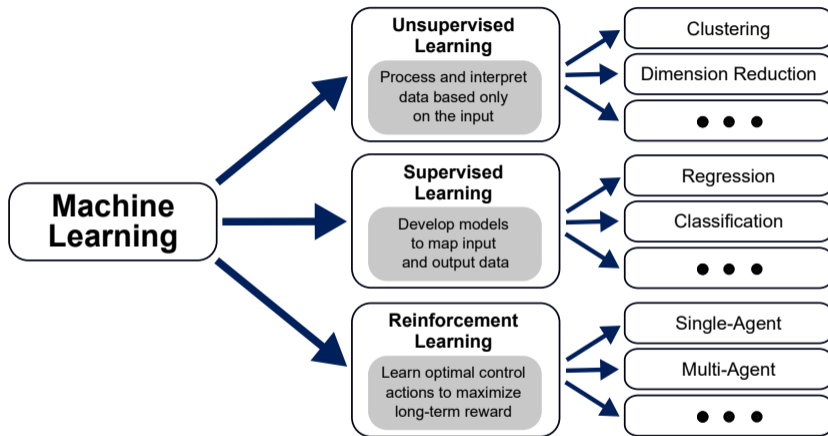 Machine
Learning
Unsupervised
Learning
Process and interpret
data based only
on the input
Clustering
Dimension Reduction
Supervised
Learning
Develop models
to map input
and output data
Regression
Classification
Reinforcement
Learning
Learn optimal control
actions to maximize
long-term reward
Single-Agent
Multi-Agent